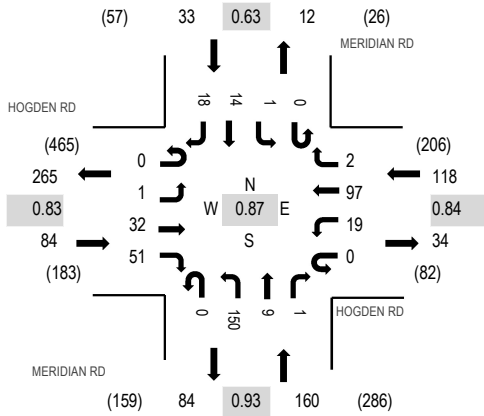 (57) 33 0.63 12 (26)
MERIDIAN RD
18 14 1 0
HOGDEN RD
(465) (206)
0 2
265 118
1 N 97
0.83 W 0.87 E 0.84
32 19
84 S 34
51 0
(183) (82)
0 150 9 1
HOGDEN RD
MERIDIAN RD
(159) 84 0.93 160 (286)